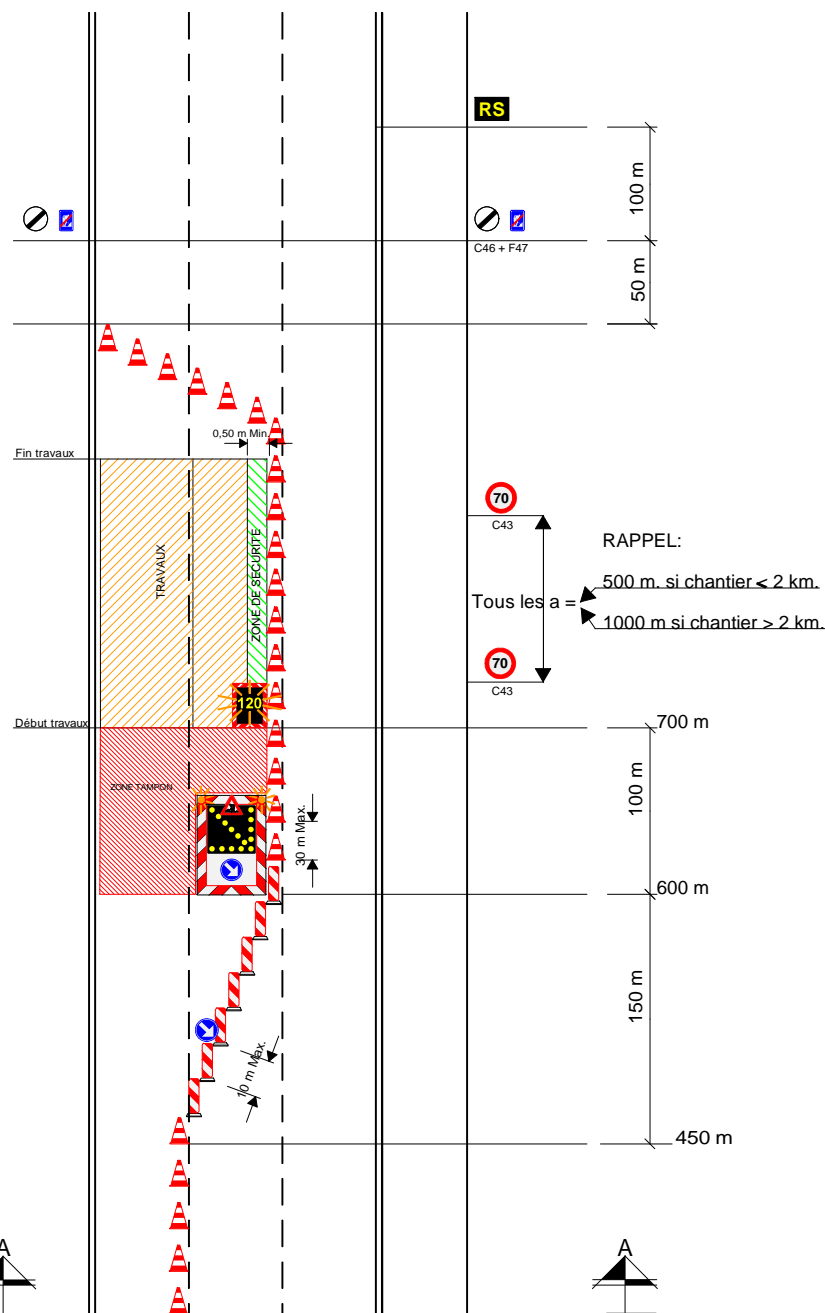 RS
100 m
C46 + F47
50 m
0,50 m Min.
Fin travaux
70
C43
RAPPEL:
TRAVAUX
ZONE DE SECURITE
500 m. si chantier < 2 km.
Tous les a =
1000 m si chantier > 2 km.
70
C43
120
Début travaux
700 m
ZONE TAMPON
100 m
30 m Max.
600 m
150 m
10 m Max.
450 m
A
A